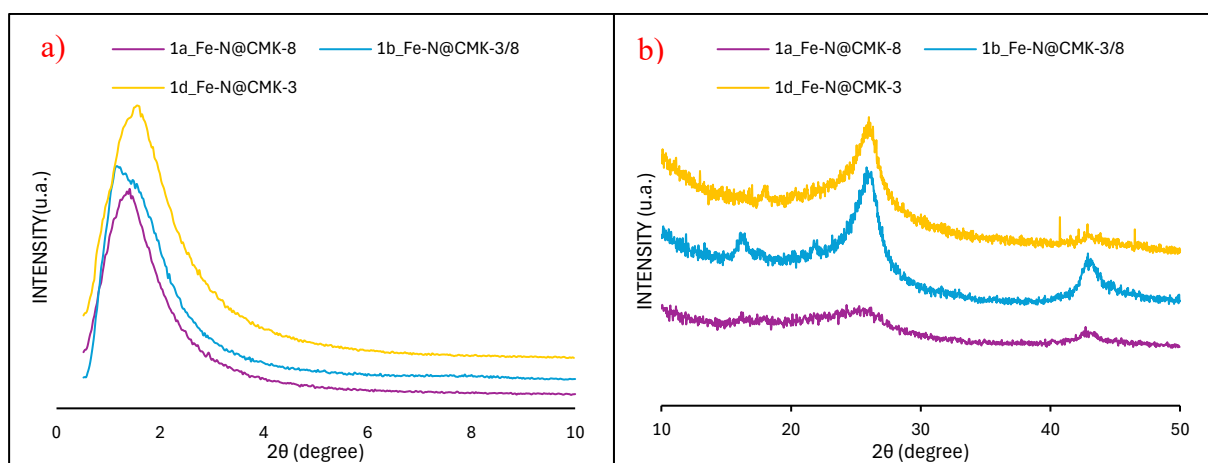 a)
1a_Fe-N@CMK-8 1b_Fe-N@CMK-3/8
1d_Fe-N@CMK-3
INTENSITY(u.a.)
0 2 4 6 8 10
2θ (degree)
b)
1a_Fe-N@CMK-8 1b_Fe-N@CMK-3/8
1d_Fe-N@CMK-3
INTENSITY (u.a.)
10 20 30 40 50
2θ (degree)